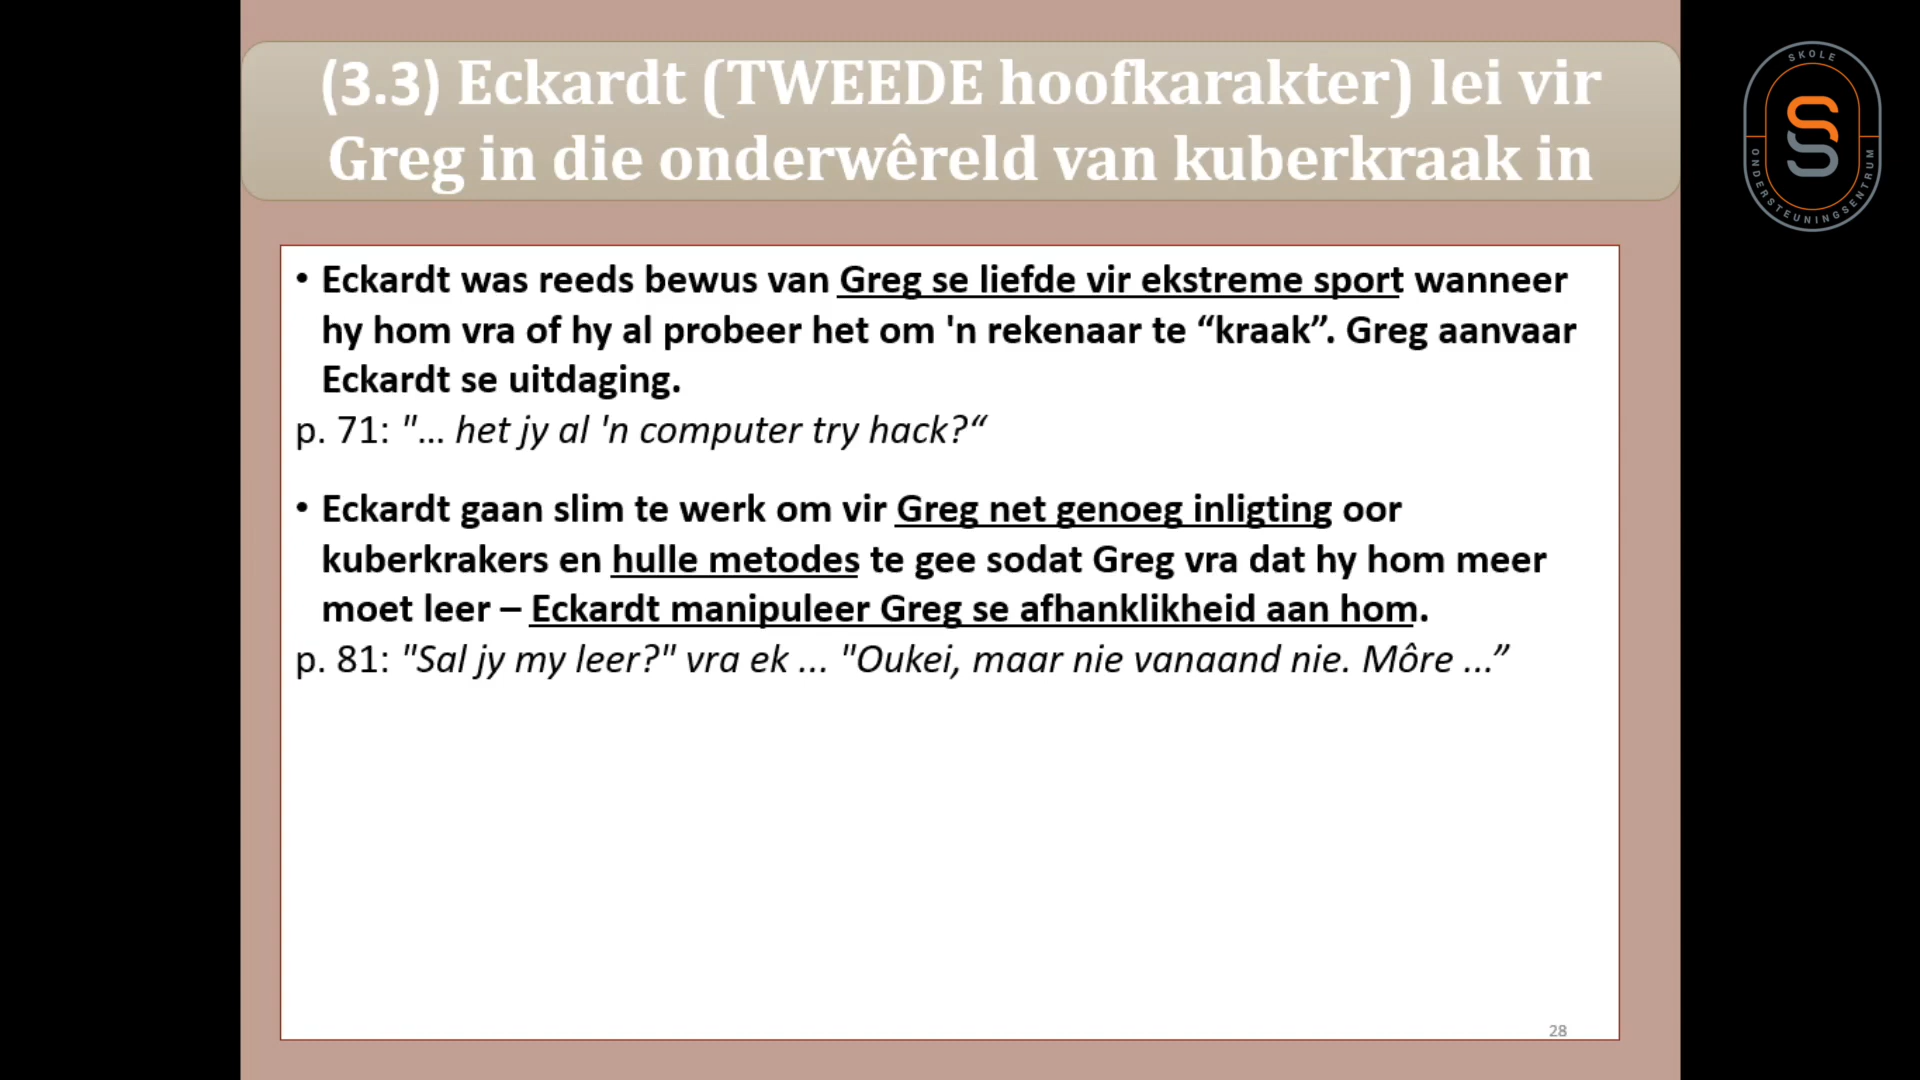 (3.3) Eckardt (TWEEDE hoofkarakter) lei vir
Greg in die onderwêreld van kuberkraak in
SKOLE
ONDERSTEUNINGSENTRUM
• Eckardt was reeds bewus van Greg se liefde vir ekstreme sport wanneer
hy hom vra of hy al probeer het om 'n rekenaar te “kraak”. Greg aanvaar
Eckardt se uitdaging.
p. 71: "… het jy al 'n computer try hack?“
• Eckardt gaan slim te werk om vir Greg net genoeg inligting oor
kuberkrakers en hulle metodes te gee sodat Greg vra dat hy hom meer
moet leer – Eckardt manipuleer Greg se afhanklikheid aan hom.
p. 81: "Sal jy my leer?" vra ek ... "Oukei, maar nie vanaand nie. Môre ...”
28